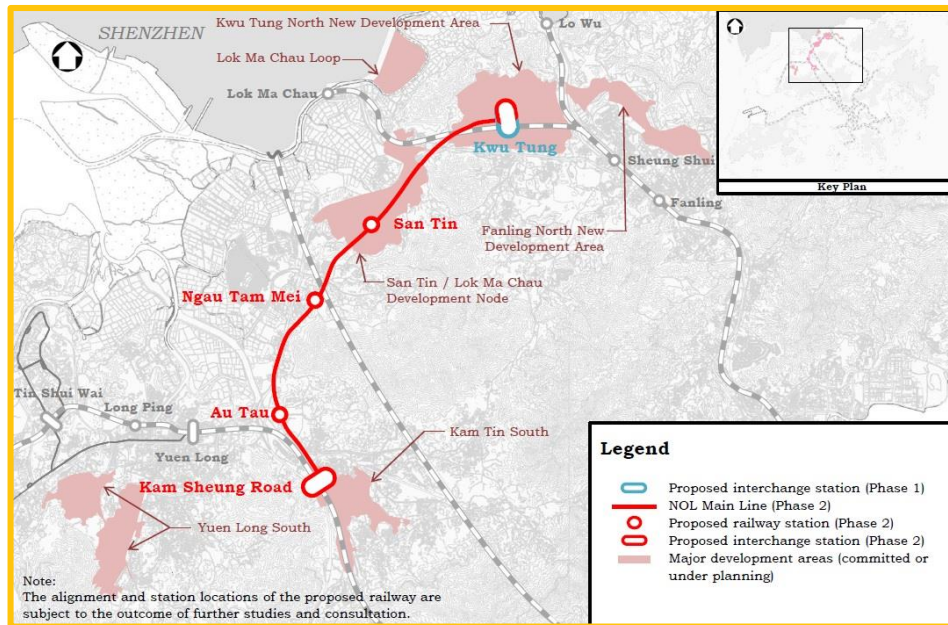 SHENZHEN
Kwu Tung North New Development Area
Lok Ma Chau Loop
Lo Wu
Lok Ma Chau
Kwu Tung
Sheung Shui
Fanling
Key Plan
San Tin
Fanling North New
Development Area
San Tin / Lok Ma Chau
Development Node
Ngau Tam Mei
Tin Shui Wai
Long Ping
Au Tau
Yuen Long
Kam Tin South
Kam Sheung Road
Yuen Long South
Legend
Proposed interchange station (Phase 1)
NOL Main Line (Phase 2)
Proposed railway station (Phase 2)
Proposed interchange station (Phase 2)
Major development areas (committed or
under planning)
Note:
The alignment and station locations of the proposed railway are
subject to the outcome of further studies and consultation.